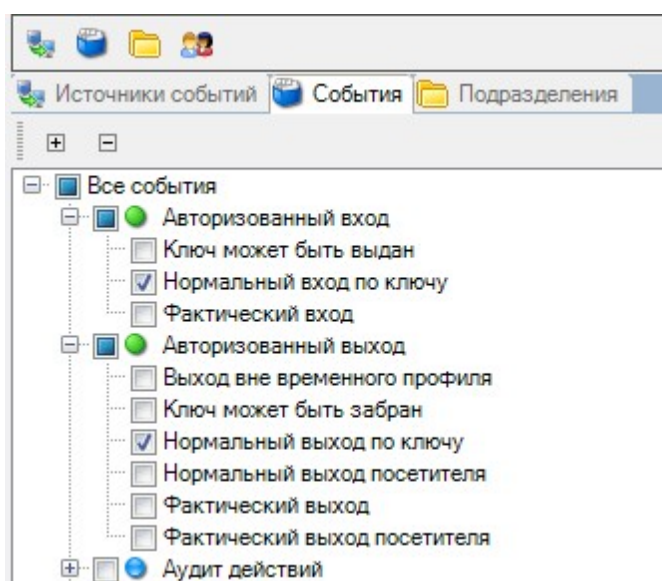 Источники событий События Подразделения
Все события
Авторизованный вход
Ключ может быть выдан
Нормальный вход по ключу
Фактический вход
Авторизованный выход
Выход вне временного профиля
Ключ может быть забран
Нормальный выход по ключу
Нормальный выход посетителя
Фактический выход
Фактический выход посетителя
Аудит действий